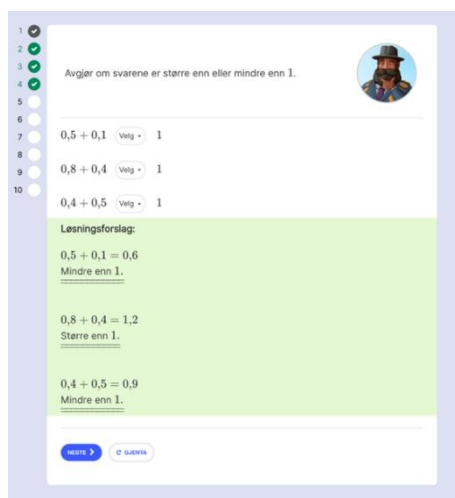 1
2
3
4
5
6
7
8
9
10
Avgjør om svarene er større enn eller mindre enn 1.
0,5 + 0,1 Velg 1
0,8 + 0,4 Velg 1
0,4 + 0,5 Velg 1
Løsningsforslag:
0,5 + 0,1 = 0,6
Mindre enn 1.
0,8 + 0,4 = 1,2
Større enn 1.
0,4 + 0,5 = 0,9
Mindre enn 1.
NESTE GJENTA